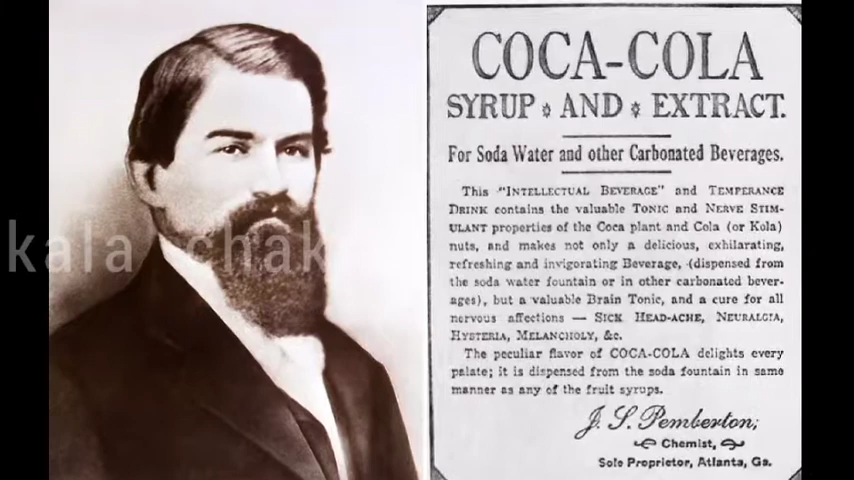 kala chak
COCA-COLA
SYRUP AND EXTRACT.
For Soda Water and other Carbonated Beverages.
This "INTELLECTUAL BEVERAGE" and TEMPERANCE
DRINK contains the valuable TONIC and NERVE STIM-
ULANT properties of the Coca plant and Cola (or Kola)
nuts, and makes not only a delicious, exhilarating,
refreshing and invigorating Beverage, (dispensed from
the soda water fountain or in other carbonated bever-
ages), but a valuable Brain Tonic, and a cure for all
nervous affections — SICK HEAD-ACHE, NEURALGIA,
HYSTERIA, MELANCHOLY, &c.
The peculiar flavor of COCA-COLA delights every
palate; it is dispensed from the soda fountain in same
manner as any of the fruit syrups.
J. S. Pemberton,
Chemist,
Sole Proprietor, Atlanta, Ga.